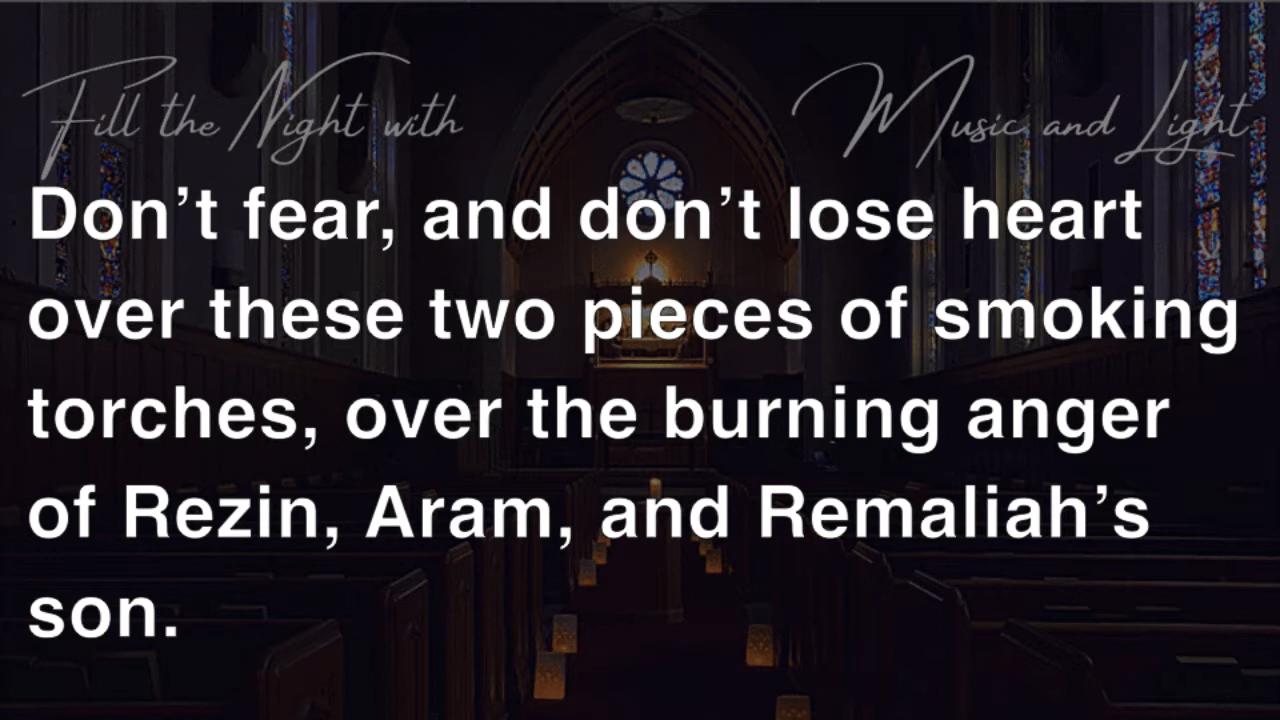 Fill the Night with Music and Light
Don’t fear, and don’t lose heart
over these two pieces of smoking
torches, over the burning anger
of Rezin, Aram, and Remaliah’s
son.